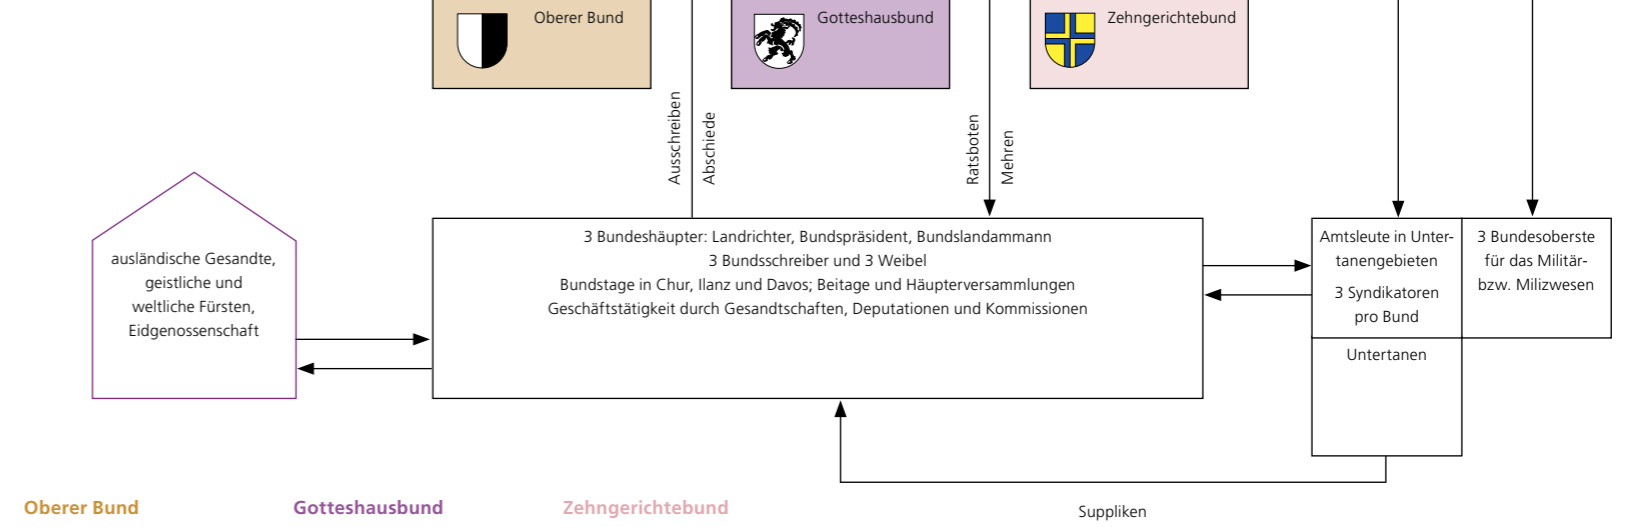 Oberer Bund
Gotteshausbund
Zehngerichtebund
Ausschreiben
Abschiede
Ratsboten
Mehren
ausländische Gesandte,
geistliche und
weltliche Fürsten,
Eidgenossenschaft
3 Bundeshäupter: Landrichter, Bundspräsident, Bundslandammann
3 Bundsschreiber und 3 Weibel
Bundstage in Chur, Ilanz und Davos; Beitage und Häupterversammlungen
Geschäftstätigkeit durch Gesandtschaften, Deputationen und Kommissionen
Amtsleute in Unter-
tanengebieten
3 Syndikatoren
pro Bund
3 Bundesoberste
für das Militär-
bzw. Milizwesen
Untertanen
Suppliken
Oberer Bund
Gotteshausbund
Zehngerichtebund